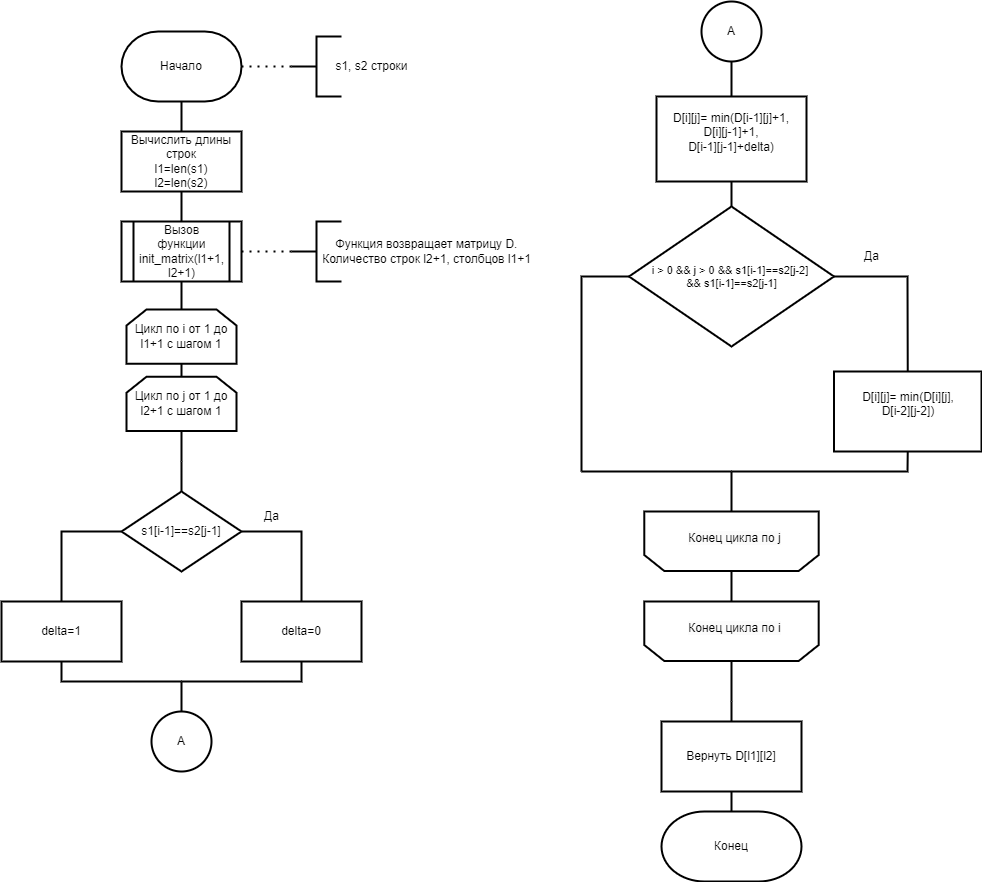 Начало
s1, s2 строки
Вычислить длины
строк
l1=len(s1)
l2=len(s2)
Вызов
функции
init_matrix(l1+1,
l2+1)
Функция возвращает матрицу D.
Количество строк l2+1, столбцов l1+1
Цикл по i от 1 до
l1+1 с шагом 1
Цикл по j от 1 до
l2+1 с шагом 1
s1[i-1]==s2[j-1]
Да
delta=1
delta=0
A
A
D[i][j]= min(D[i-1][j]+1,
D[i][j-1]+1,
D[i-1][j-1]+delta)
i > 0 && j > 0 && s1[i-1]==s2[j-2]
&& s1[i-1]==s2[j-1]
Да
D[i][j]= min(D[i][j],
D[i-2][j-2])
Конец цикла по j
Конец цикла по i
Вернуть D[l1][l2]
Конец